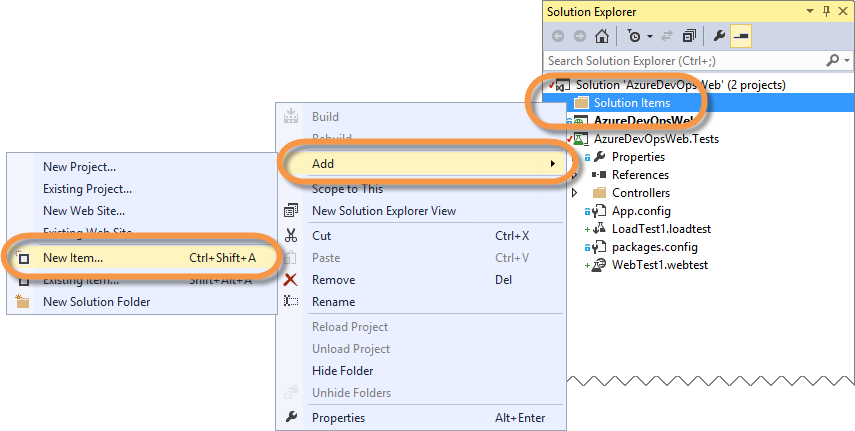 Solution Explorer
Search Solution Explorer (Ctrl+;)
Solution 'AzureDevOpsWeb' (2 projects)
Solution Items
AzureDevOpsWeb
AzureDevOpsWeb.Tests
Properties
References
Controllers
App.config
LoadTest1.loadtest
packages.config
WebTest1.webtest
Build
Rebuild
Add
Scope to This
New Solution Explorer View
Cut Ctrl+X
Paste Ctrl+V
Remove Del
Rename
Reload Project
Unload Project
Hide Folder
Unhide Folders
Properties Alt+Enter
New Project...
Existing Project...
New Web Site...
Existing Web Site...
New Item... Ctrl+Shift+A
Existing Item... Shift+Alt+A
New Solution Folder